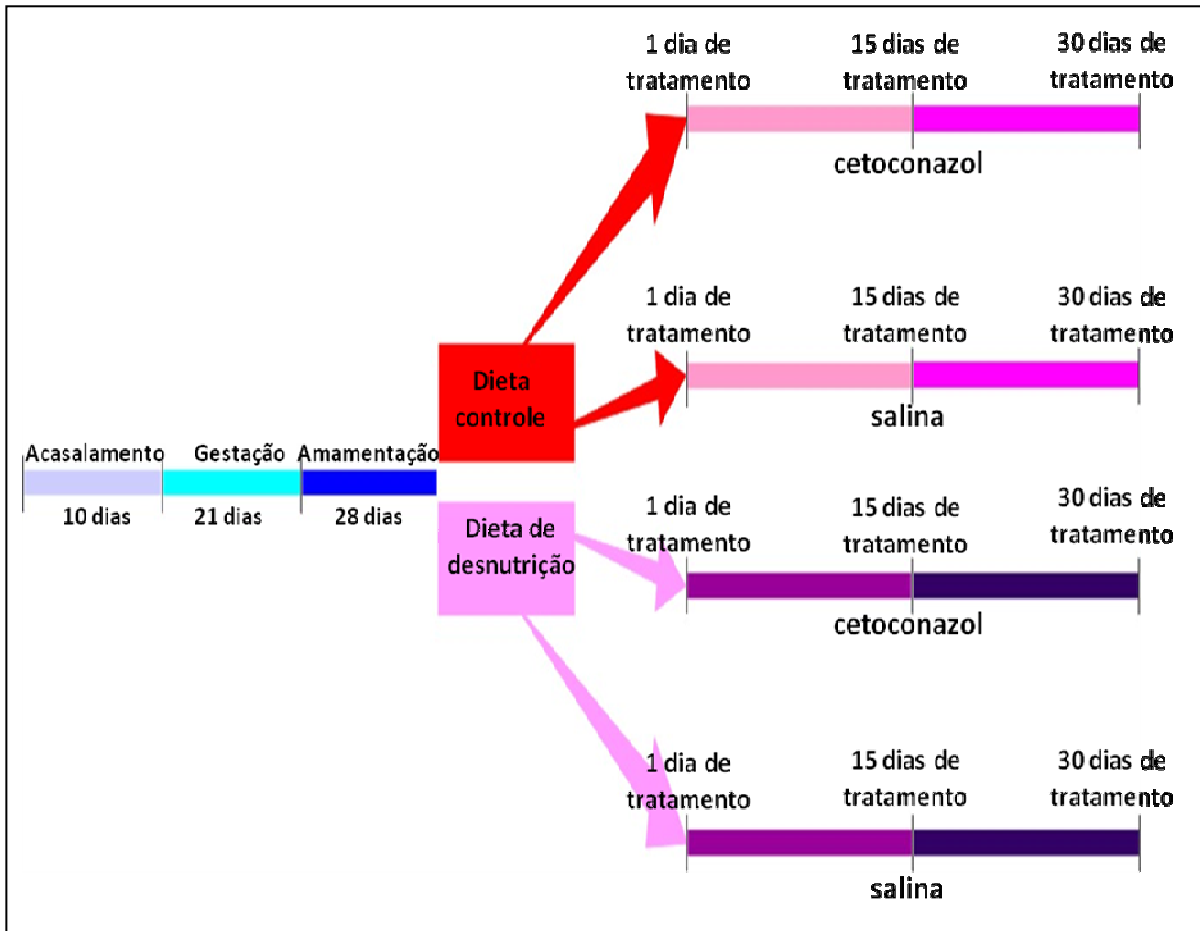 1 dia de
tratamento
15 dias de
tratamento
30 dias de
tratamento
cetoconazol
1 dia de
tratamento
15 dias de
tratamento
30 dias de
tratamento
salina
Dieta
controle
Acasalamento
Gestação
Amamentação
10 dias
21 dias
28 dias
Dieta de
desnutrição
1 dia de
tratamento
15 dias de
tratamento
30 dias de
tratamento
cetoconazol
1 dia de
tratamento
15 dias de
tratamento
30 dias de
tratamento
salina